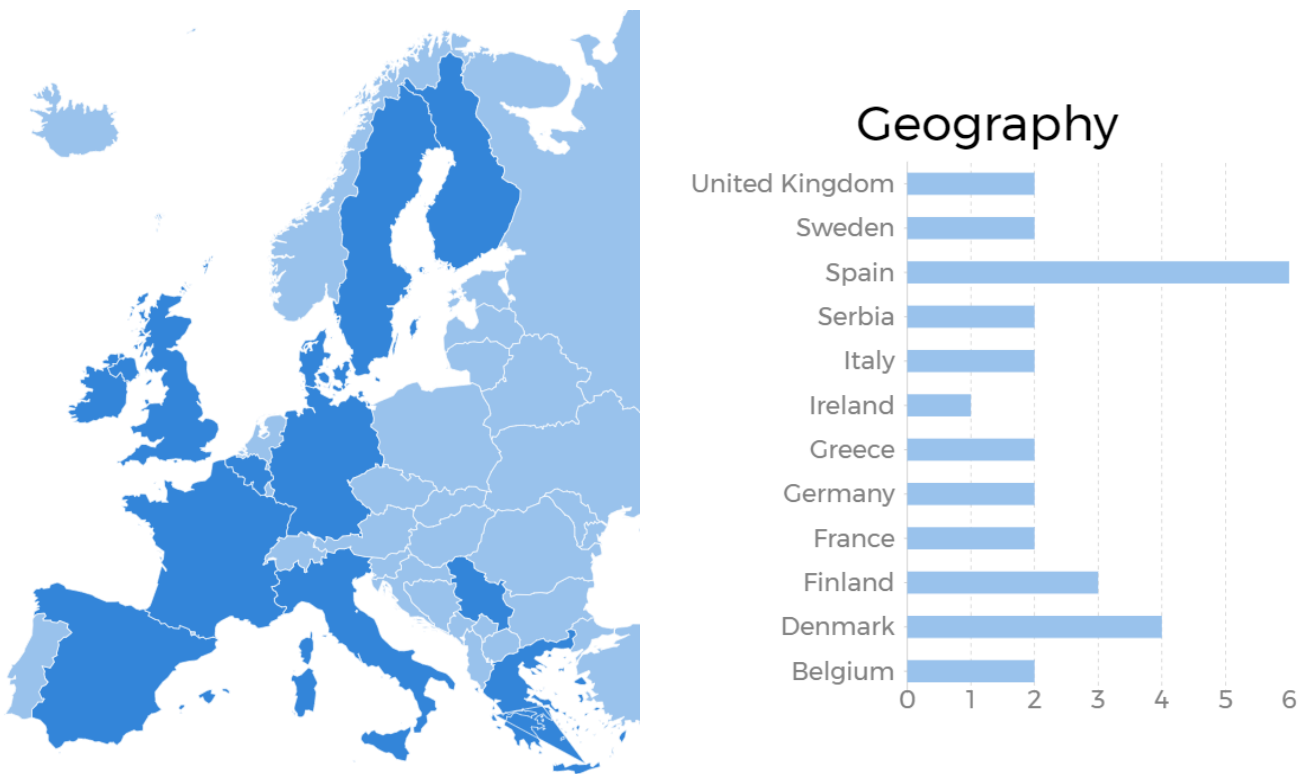 Geography
United Kingdom
Sweden
Spain
Serbia
Italy
Ireland
Greece
Germany
France
Finland
Denmark
Belgium
0 1 2 3 4 5 6